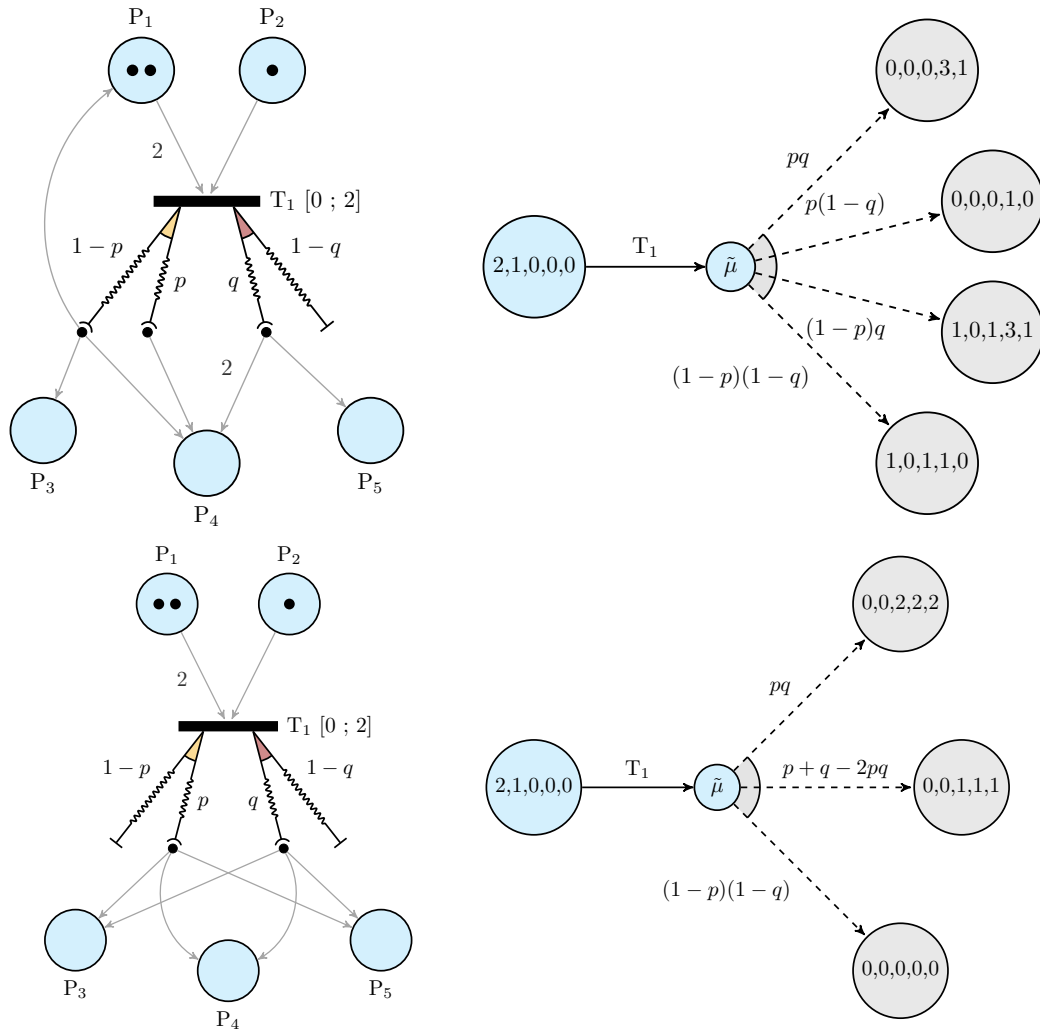 P₁
P₂
2
T₁ [0 ; 2]
1−p
p
q
1−q
2
P₃
P₄
P₅
2,1,0,0,0
T₁
μ̃
pq
p(1−q)
(1−p)q
(1−p)(1−q)
0,0,0,3,1
0,0,0,1,0
1,0,1,3,1
1,0,1,1,0
P₁
P₂
2
T₁ [0 ; 2]
1−p
p
q
1−q
P₃
P₄
P₅
2,1,0,0,0
T₁
μ̃
pq
p + q − 2pq
(1−p)(1−q)
0,0,2,2,2
0,0,1,1,1
0,0,0,0,0